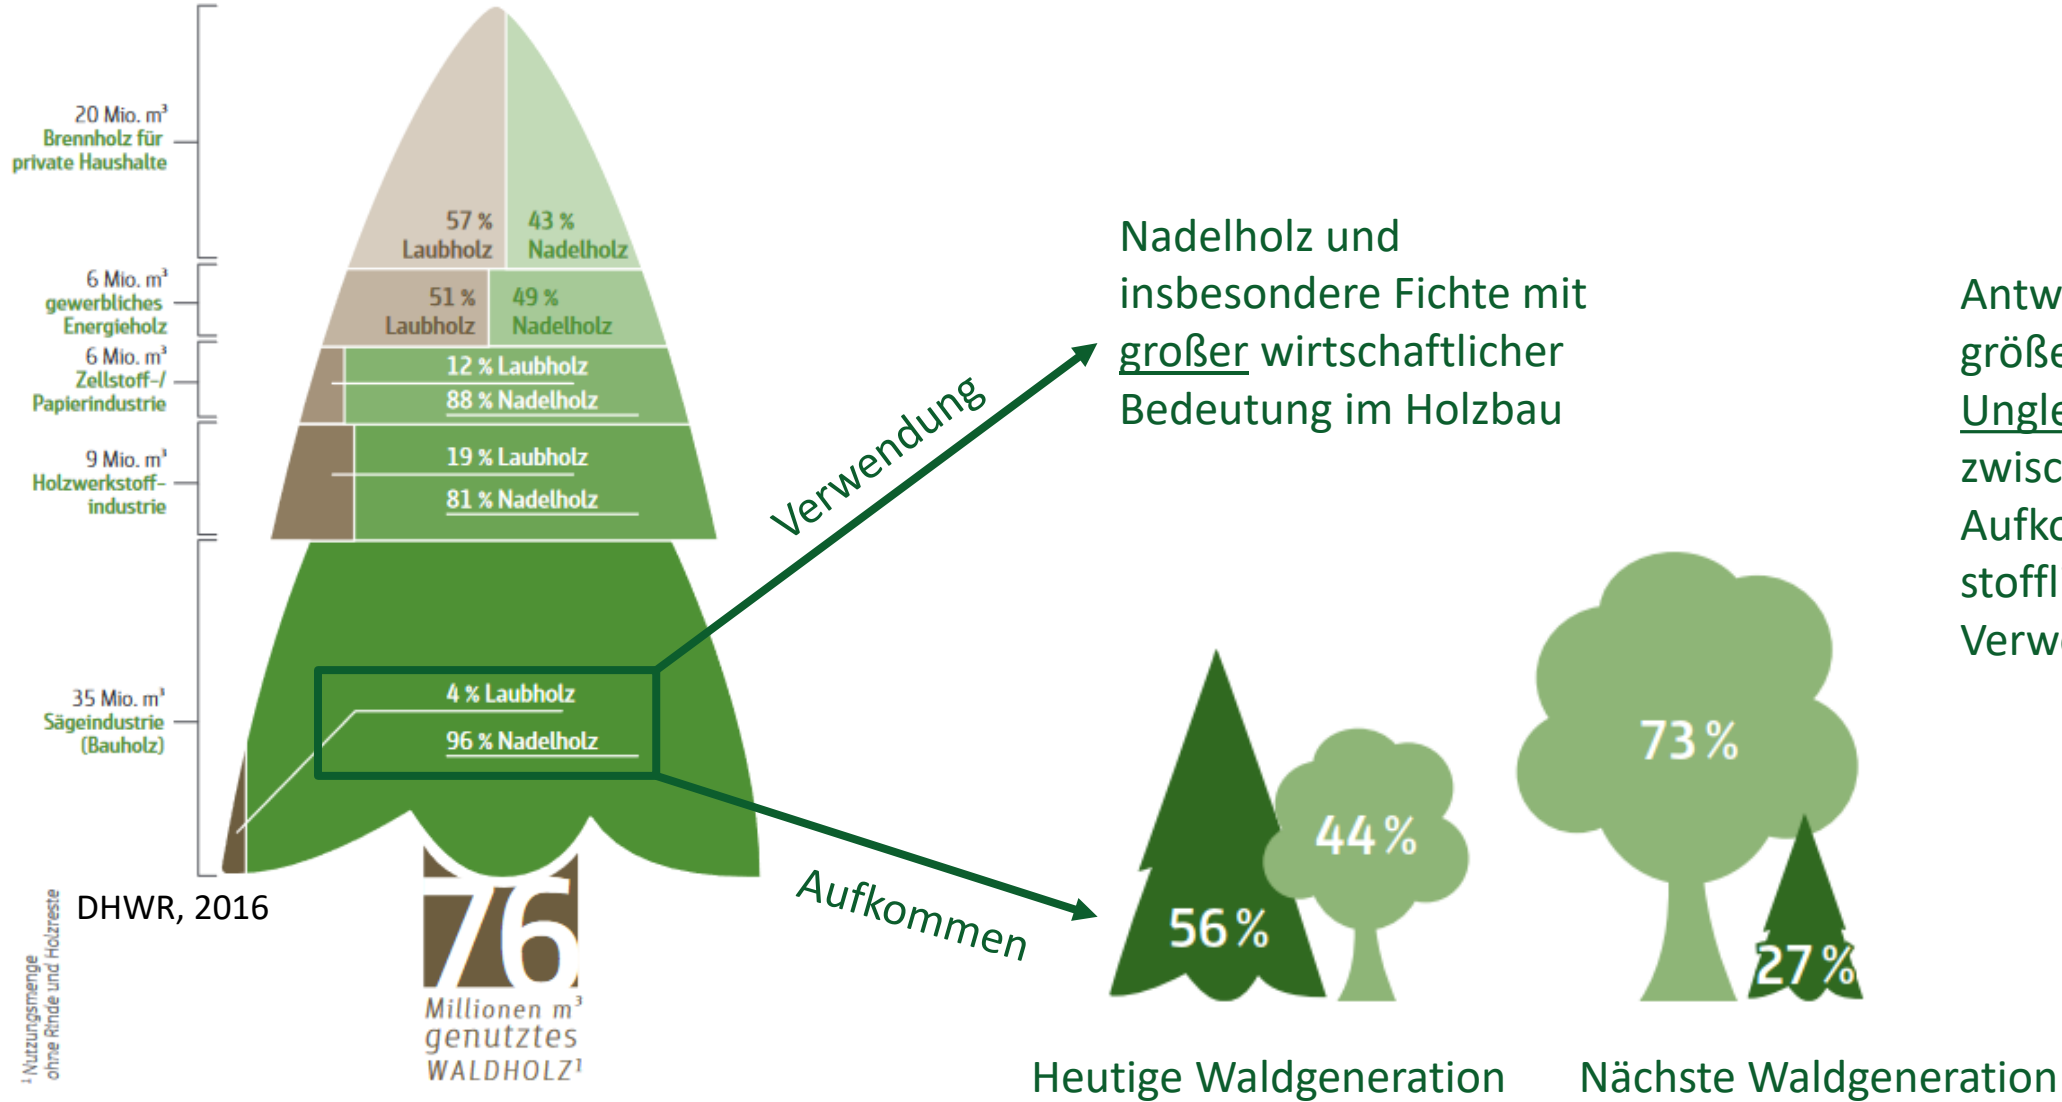 20 Mio. m³
Brennholz für
private Haushalte
57 %
Laubholz
43 %
Nadelholz
6 Mio. m³
gewerbliches
Energieholz
51 %
Laubholz
49 %
Nadelholz
6 Mio. m³
Zellstoff-/
Papierindustrie
12 % Laubholz
88 % Nadelholz
9 Mio. m³
Holzwerkstoff-
industrie
19 % Laubholz
81 % Nadelholz
35 Mio. m³
Sägeindustrie
(Bauholz)
4 % Laubholz
96 % Nadelholz
DHWR, 2016
¹ Nutzungsmenge
ohne Rinde und Holzreste
76
Millionen m³
genutztes
WALDHOLZ¹
Verwendung
Aufkommen
Nadelholz und
insbesondere Fichte mit
großer wirtschaftlicher
Bedeutung im Holzbau
56 %
44 %
Heutige Waldgeneration
73 %
27 %
Nächste Waldgeneration